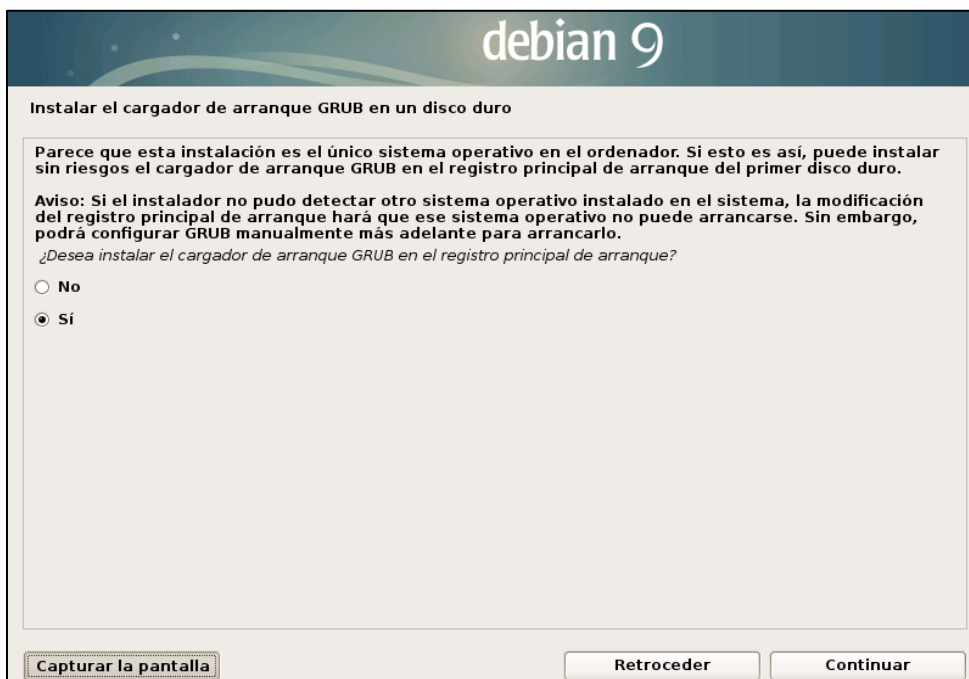 debian 9
Instalar el cargador de arranque GRUB en un disco duro
Parece que esta instalación es el único sistema operativo en el ordenador. Si esto es así, puede instalar
sin riesgos el cargador de arranque GRUB en el registro principal de arranque del primer disco duro.
Aviso: Si el instalador no pudo detectar otro sistema operativo instalado en el sistema, la modificación
del registro principal de arranque hará que ese sistema operativo no puede arrancarse. Sin embargo,
podrá configurar GRUB manualmente más adelante para arrancarlo.
¿Desea instalar el cargador de arranque GRUB en el registro principal de arranque?
No
Sí
Capturar la pantalla
Retroceder
Continuar